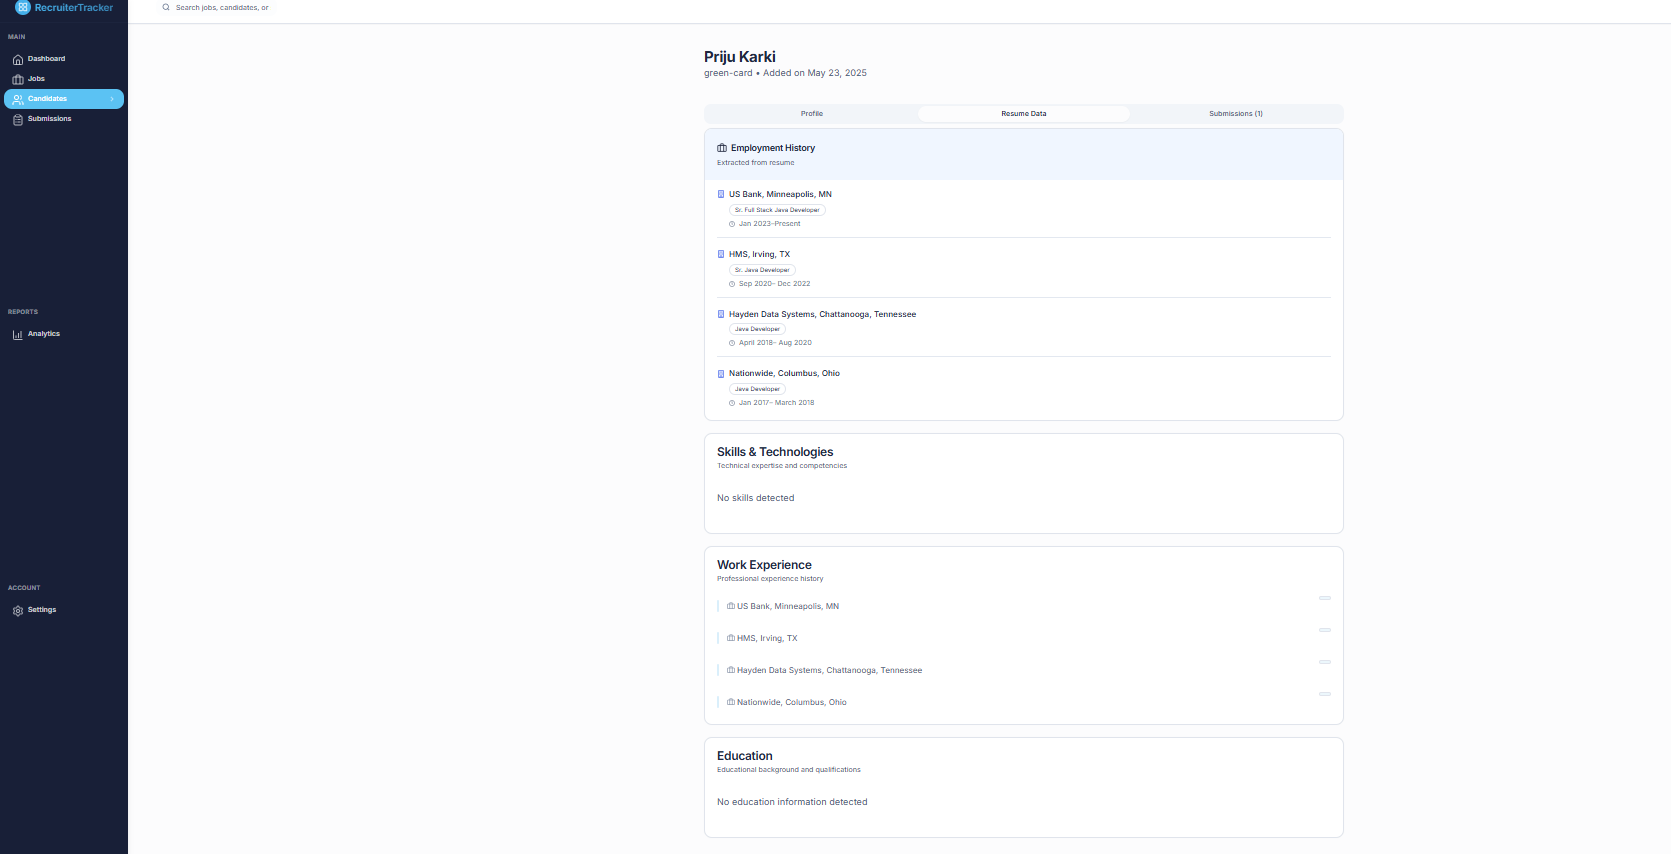 RecruiterTracker
Search jobs, candidates, or
MAIN
Dashboard
Jobs
Candidates
Submissions
REPORTS
Analytics
ACCOUNT
Settings
Priju Karki
green-card • Added on May 23, 2025
Profile
Resume Data
Submissions (1)
Employment History
Extracted from resume
US Bank, Minneapolis, MN
Sr. Full Stack Java Developer
Jan 2023-Present
HMS, Irving, TX
Sr. Java Developer
Sep 2020- Dec 2022
Hayden Data Systems, Chattanooga, Tennessee
Java Developer
April 2018- Aug 2020
Nationwide, Columbus, Ohio
Java Developer
Jan 2017- March 2018
Skills & Technologies
Technical expertise and competencies
No skills detected
Work Experience
Professional experience history
US Bank, Minneapolis, MN
HMS, Irving, TX
Hayden Data Systems, Chattanooga, Tennessee
Nationwide, Columbus, Ohio
Education
Educational background and qualifications
No education information detected